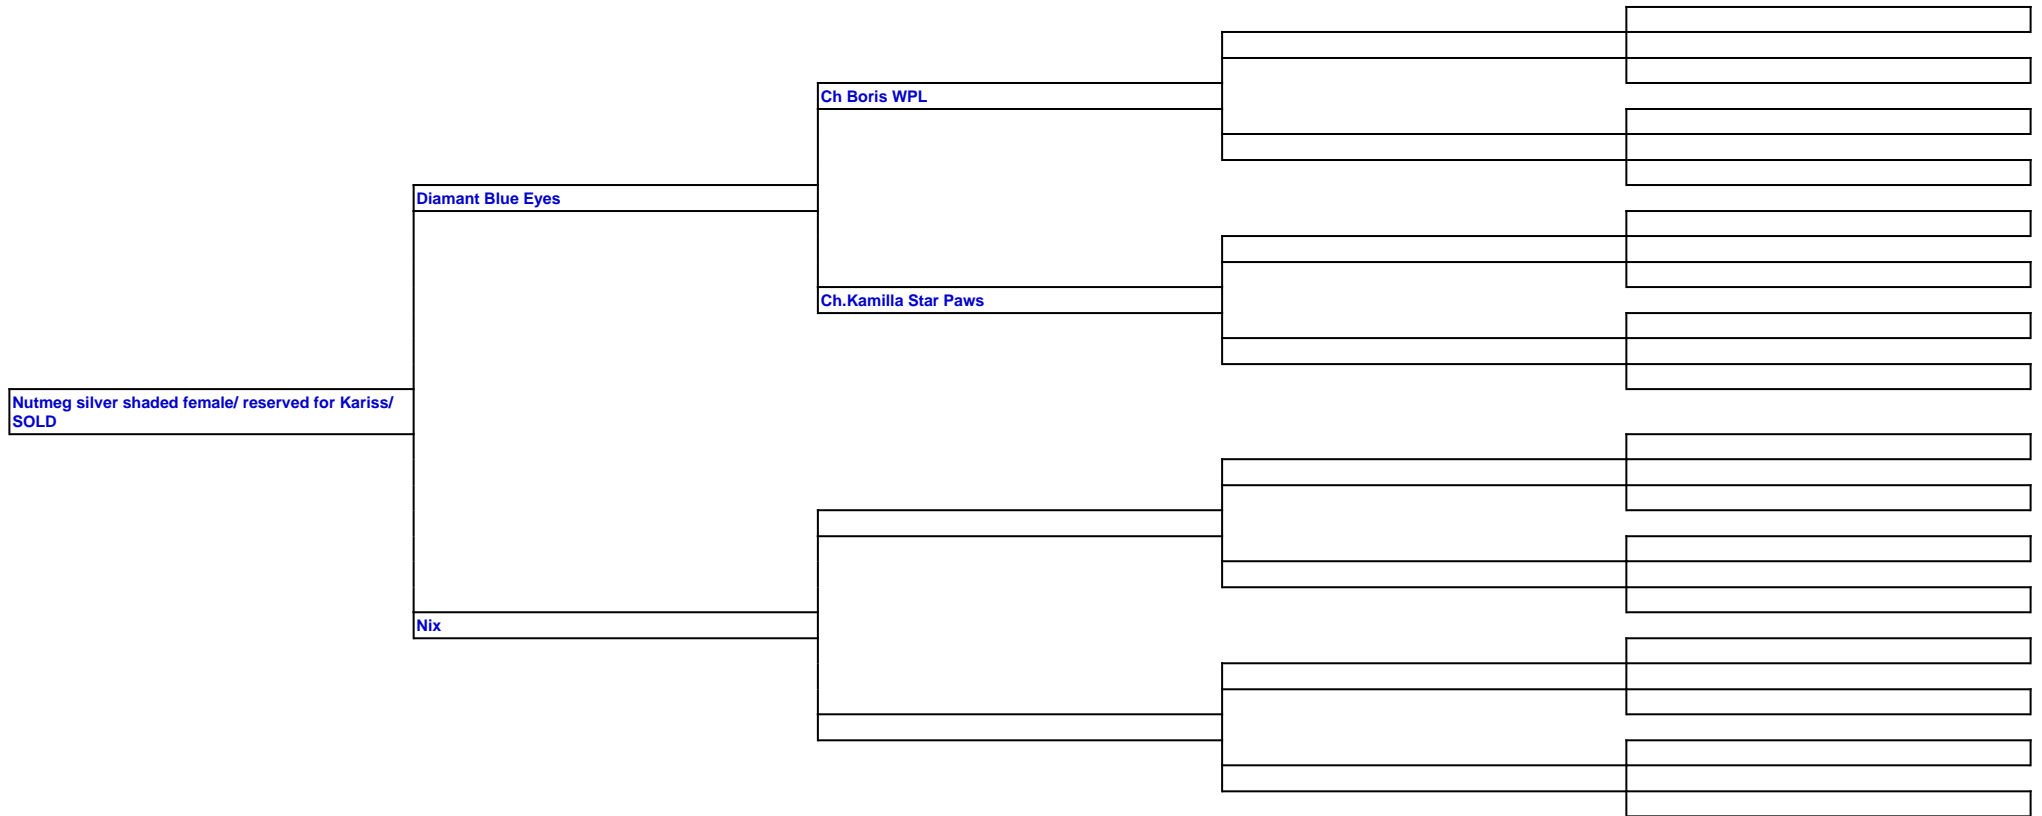 Ch Boris WPL
Diamant Blue Eyes
Ch.Kamilla Star Paws
Nutmeg silver shaded female/ reserved for Kariss/
SOLD
Nix